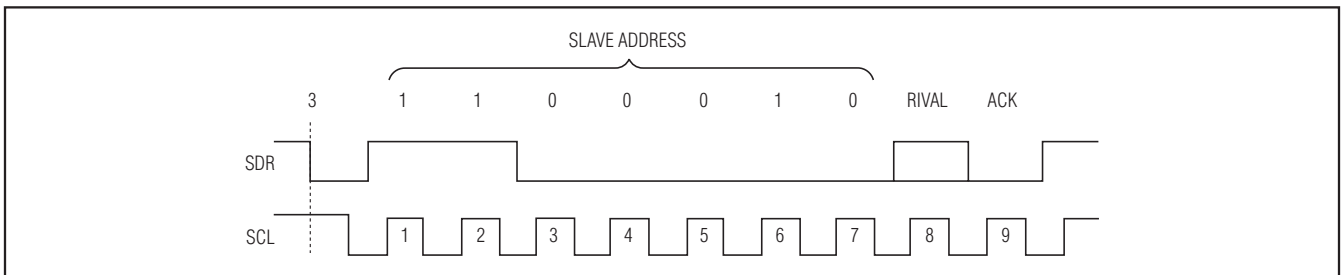 SLAVE ADDRESS
3 1 1 0 0 0 1 0 RIVAL ACK
SDR
SCL 1 2 3 4 5 6 7 8 9